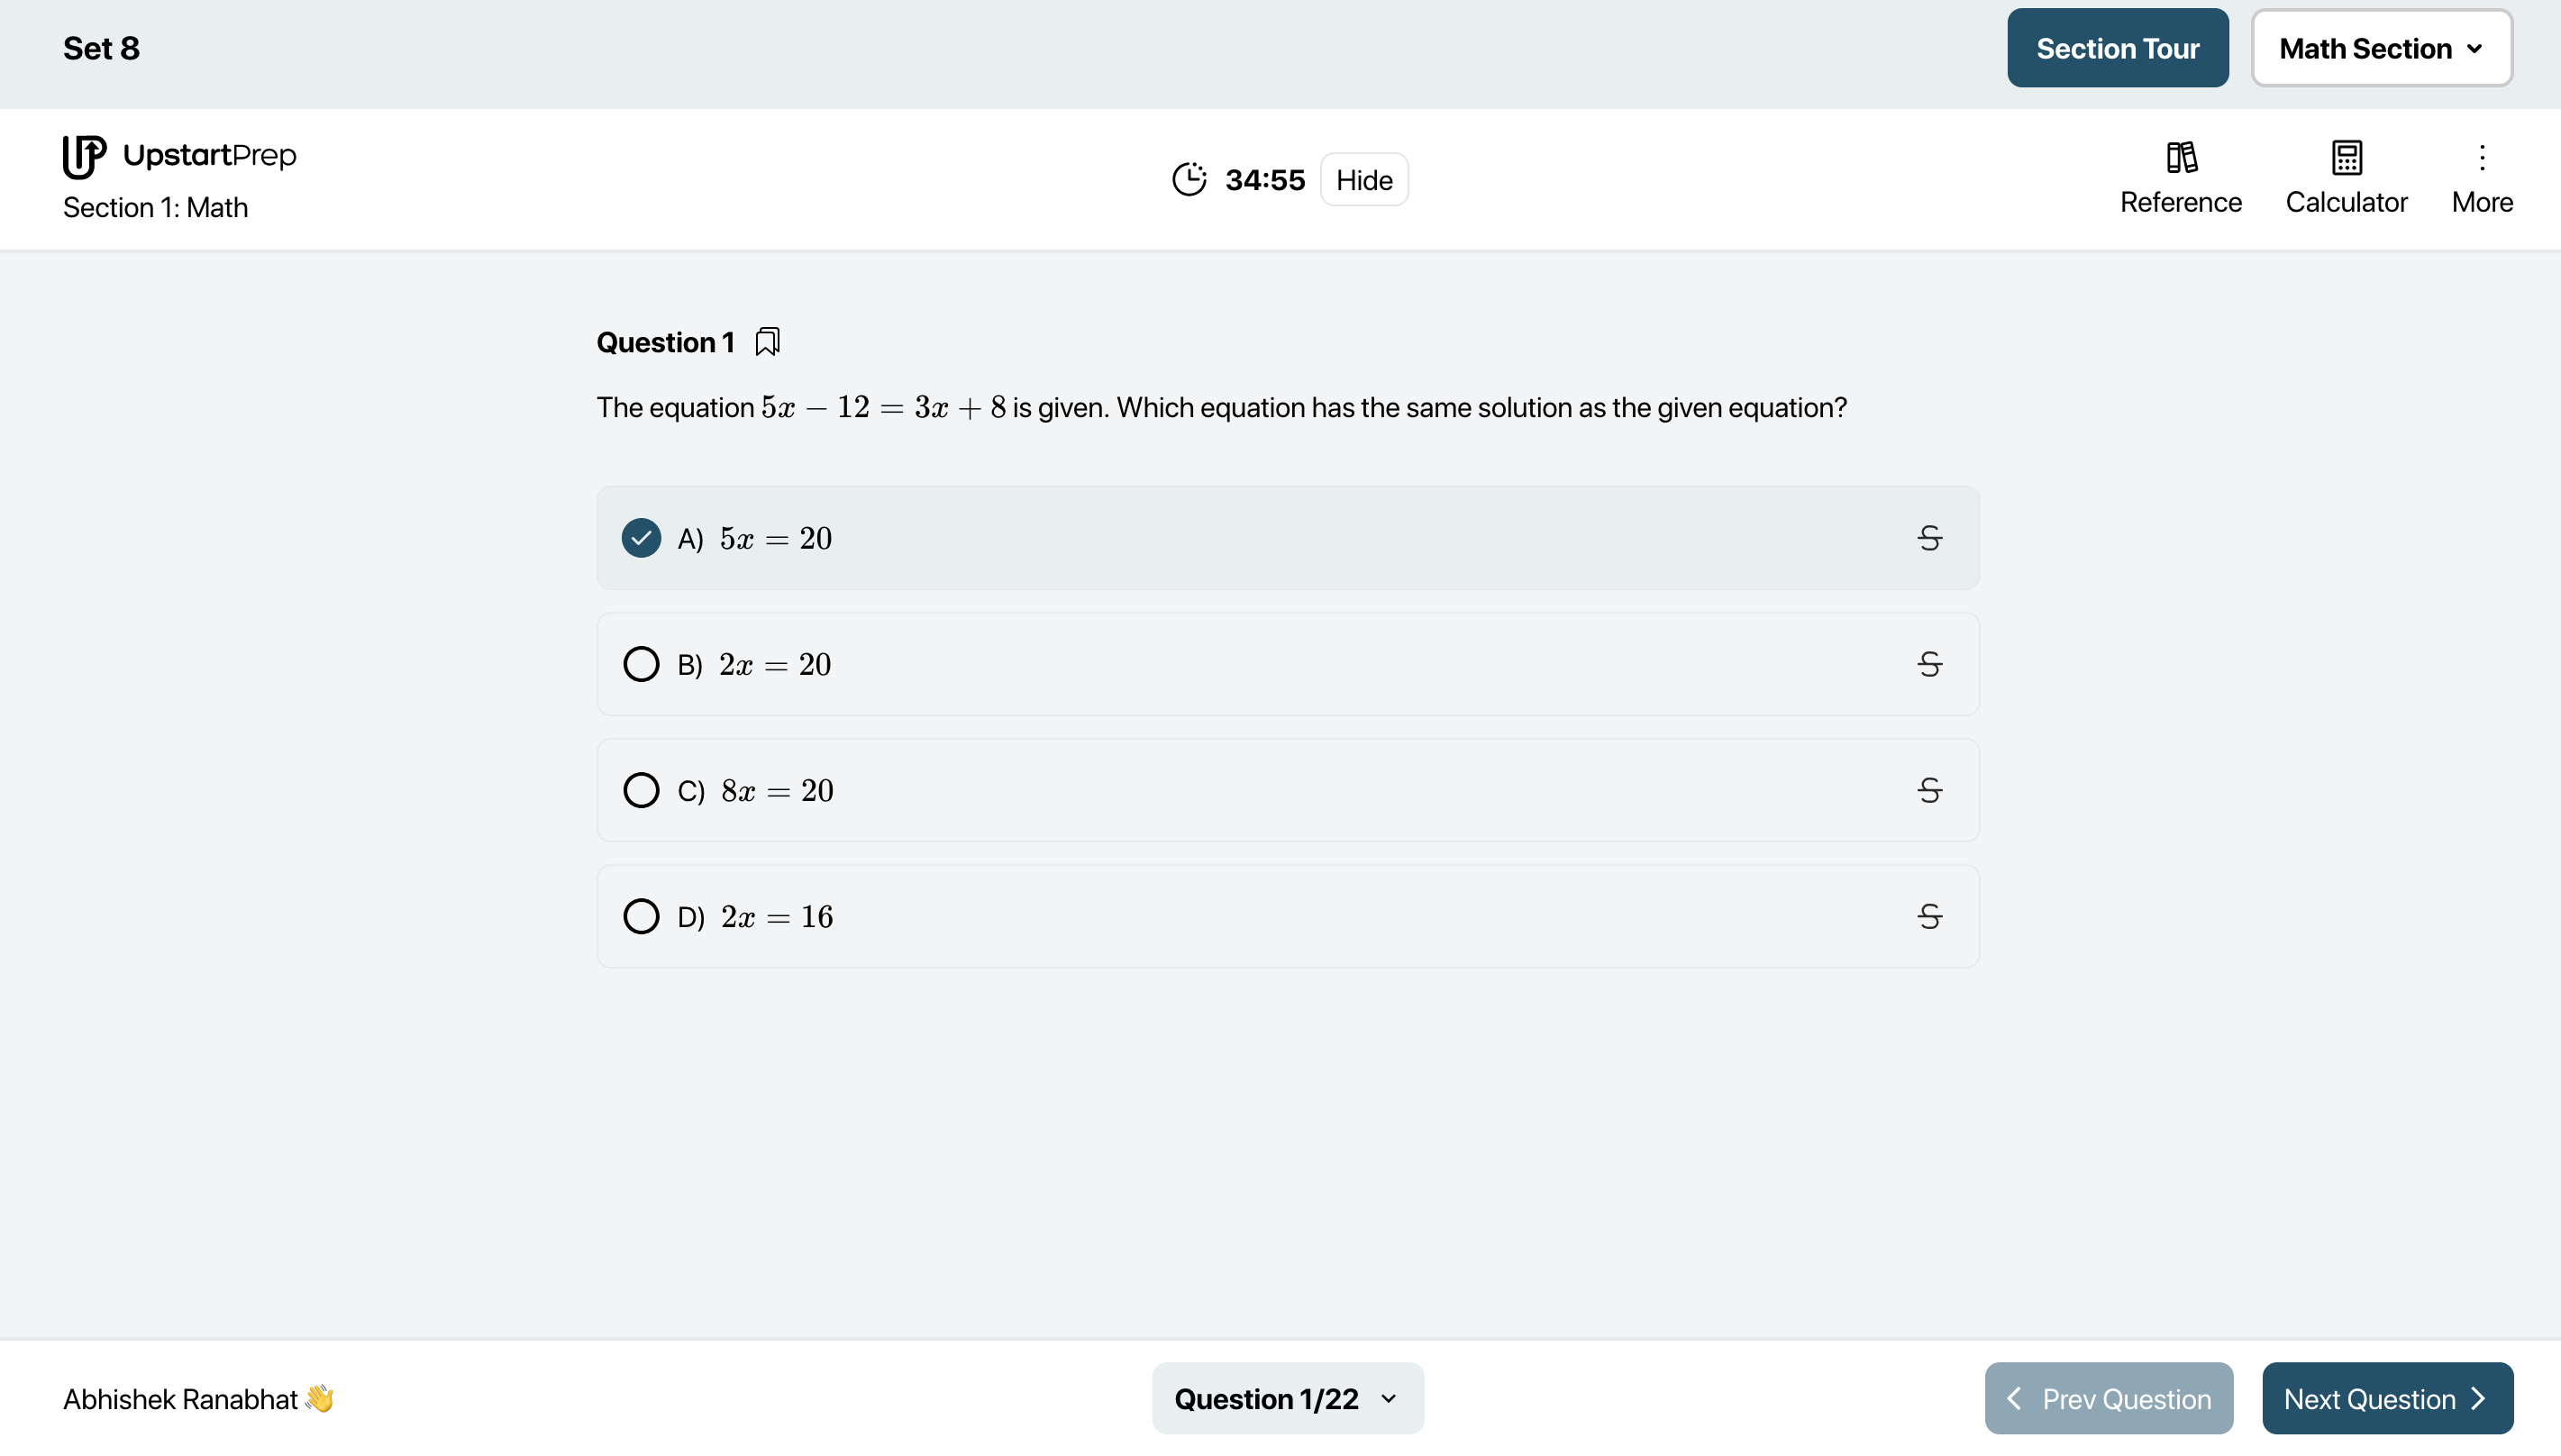 Set 8
Section Tour
Math Section
UpstartPrep
Section 1: Math
34:55
Hide
Reference
Calculator
More
Question 1
The equation 5x − 12 = 3x + 8 is given. Which equation has the same solution as the given equation?
A) 5x = 20
B) 2x = 20
C) 8x = 20
D) 2x = 16
Abhishek Ranabhat 👋
Question 1/22
Prev Question
Next Question